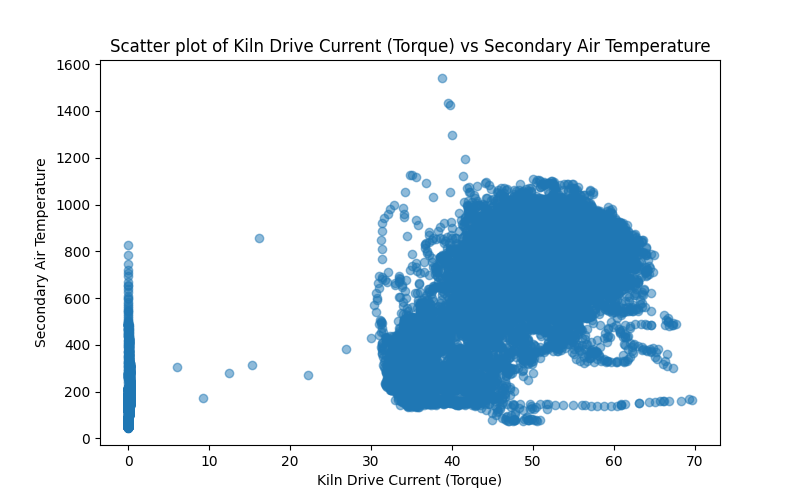 Scatter plot of Kiln Drive Current (Torque) vs Secondary Air Temperature
1600
1400
1200
1000
800
600
400
200
0
Secondary Air Temperature
0 10 20 30 40 50 60 70
Kiln Drive Current (Torque)